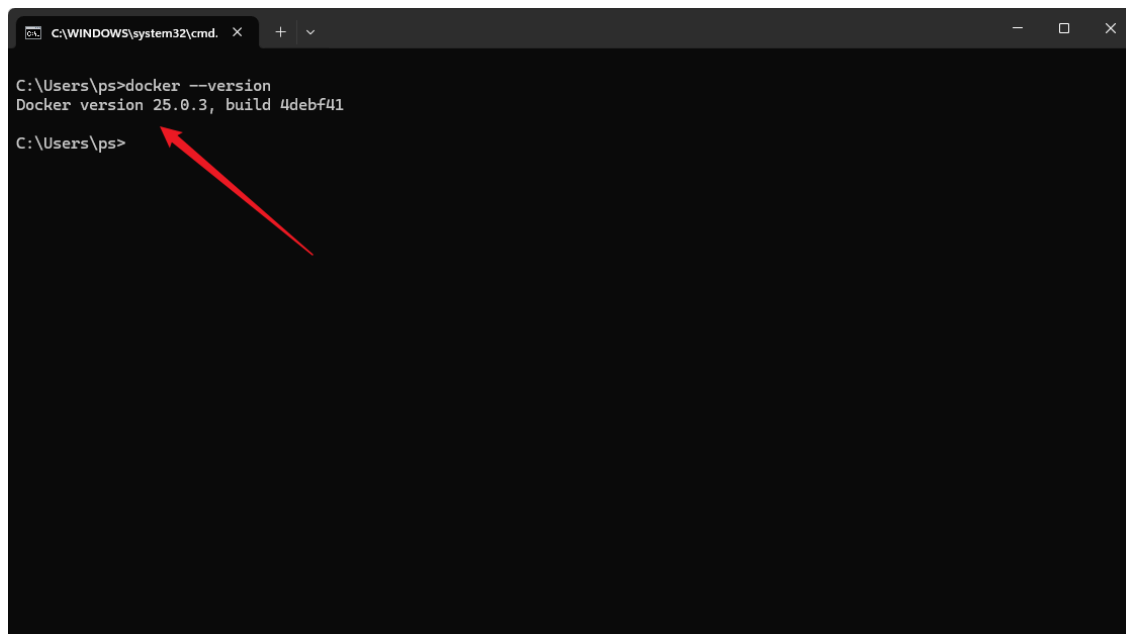 C:\WINDOWS\system32\cmd.
C:\Users\ps>docker --version
Docker version 25.0.3, build 4debf41
C:\Users\ps>